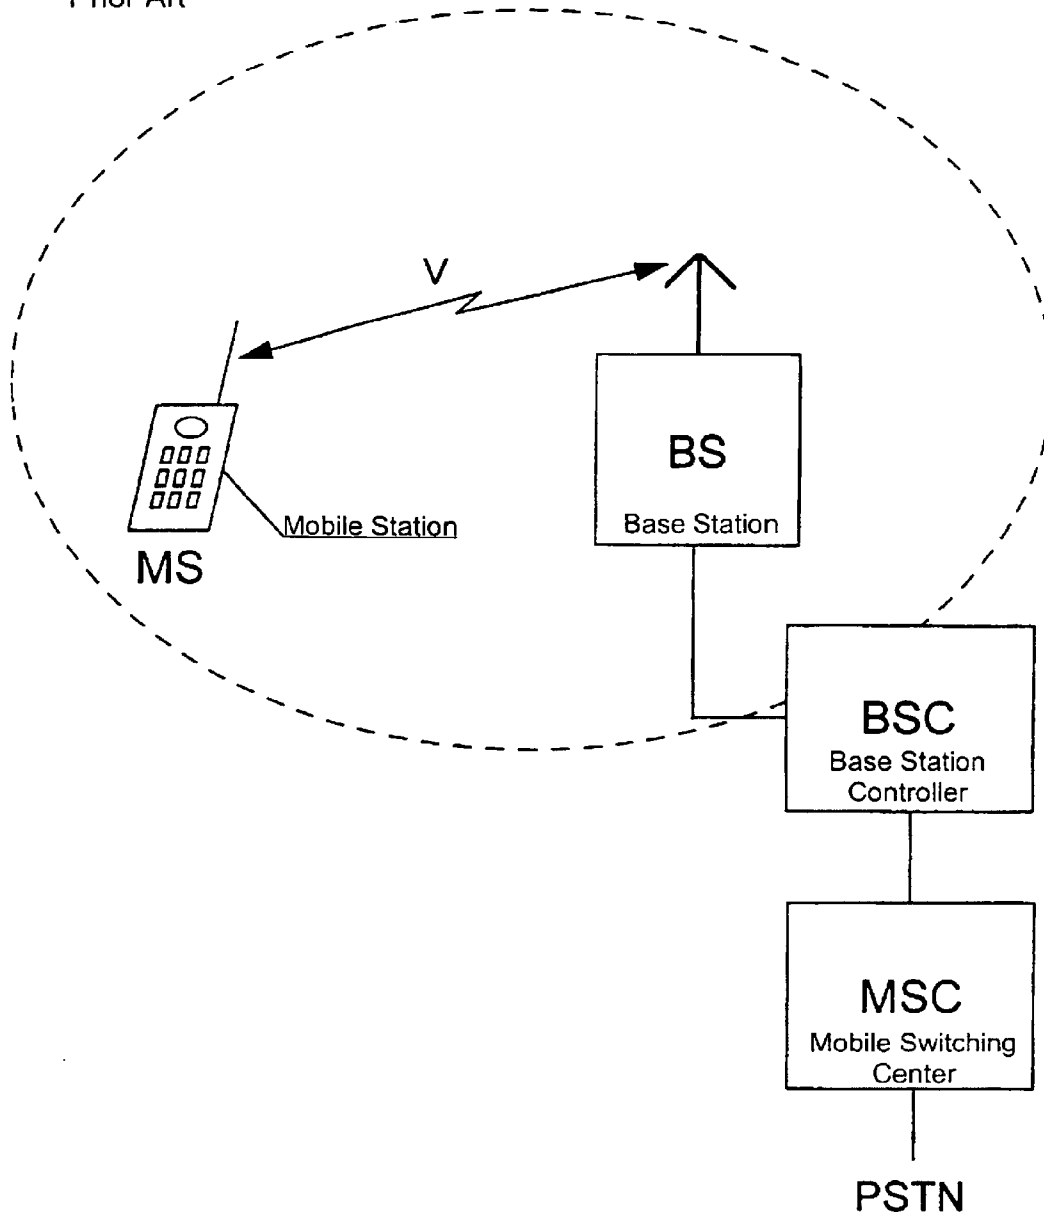 Prior Art
V
BS
Base Station
Mobile Station
MS
BSC
Base Station
Controller
MSC
Mobile Switching
Center
PSTN